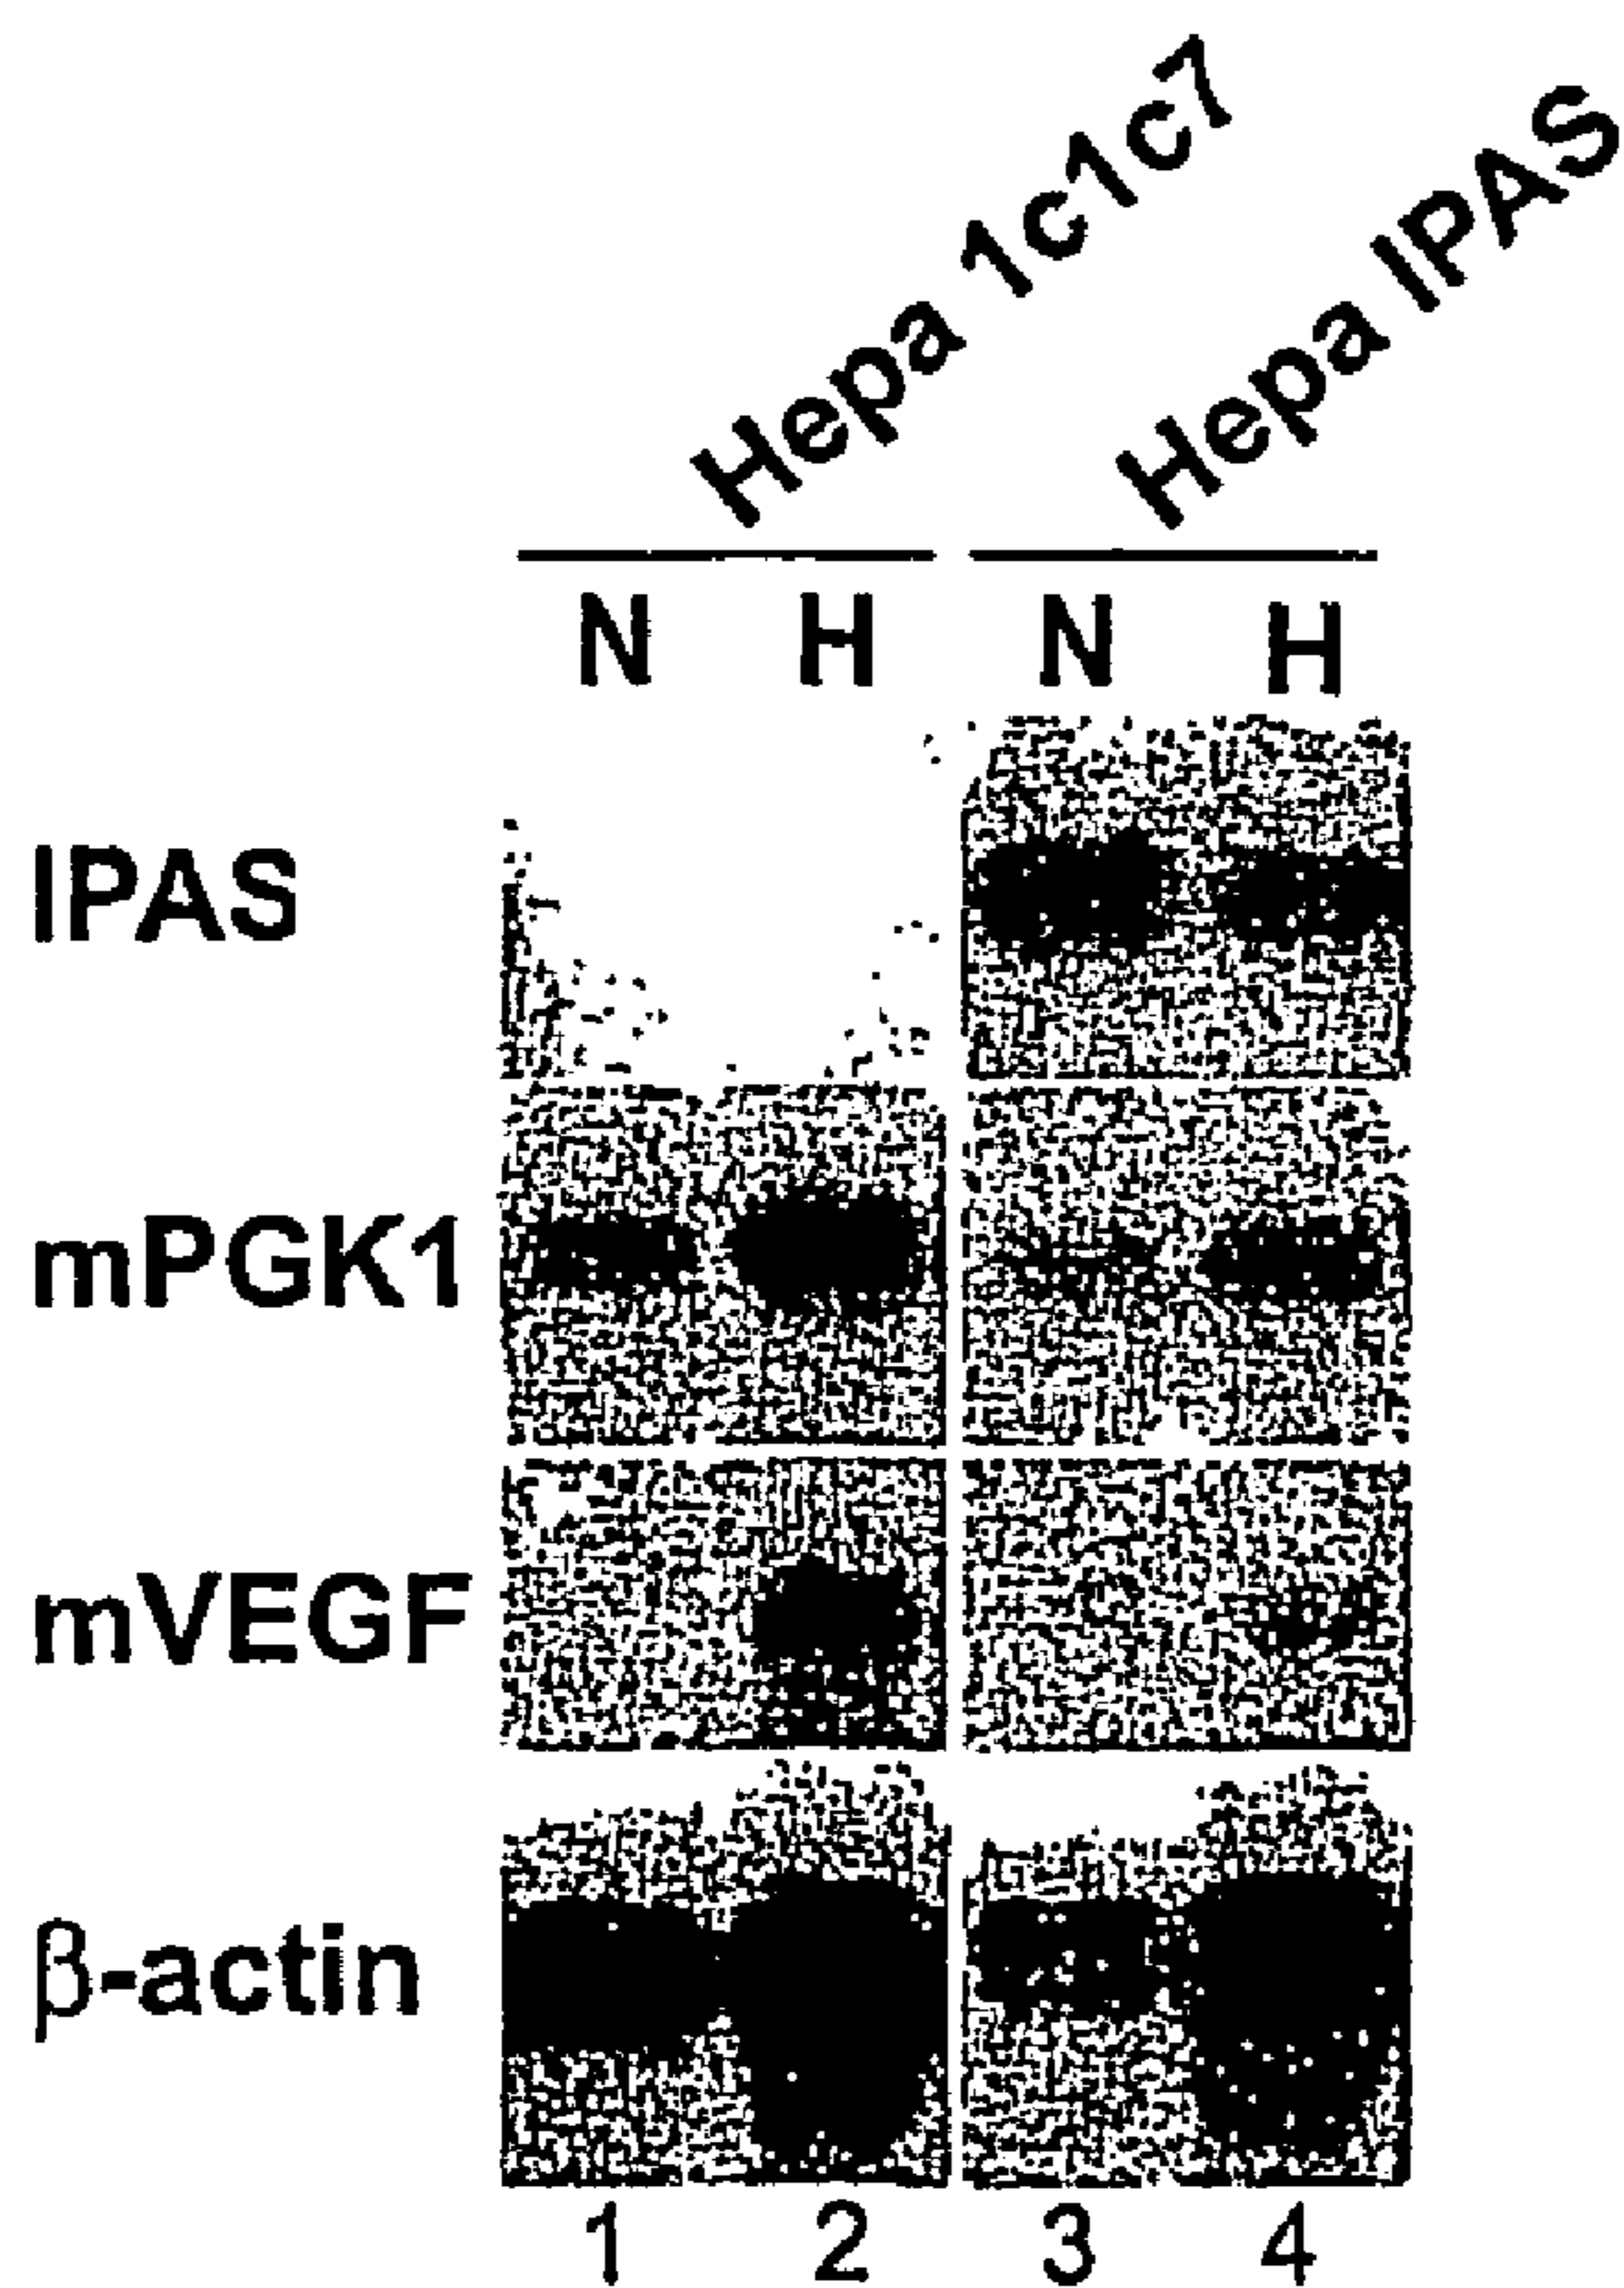 Hepa 1c1c7 Hepa IPAS
N H N H
IPAS
mPGK1
mVEGF
β-actin
1 2 3 4